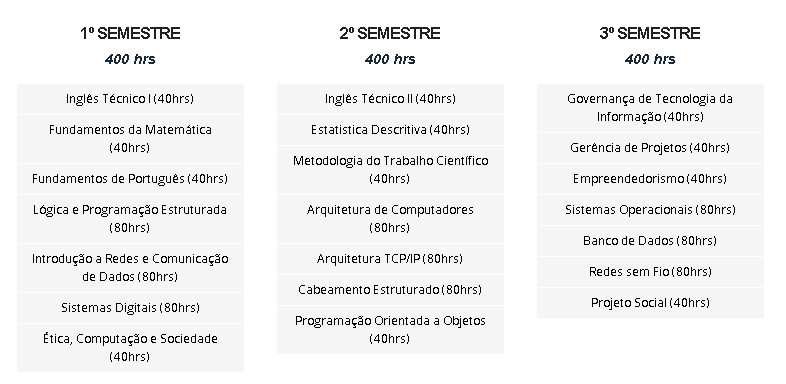 1º SEMESTRE
400 hrs
Inglês Técnico I (40hrs)
Fundamentos da Matemática
(40hrs)
Fundamentos de Português (40hrs)
Lógica e Programação Estruturada
(80hrs)
Introdução a Redes e Comunicação
de Dados (80hrs)
Sistemas Digitais (80hrs)
Ética, Computação e Sociedade
(40hrs)
2º SEMESTRE
400 hrs
Inglês Técnico II (40hrs)
Estatistica Descritiva (40hrs)
Metodologia do Trabalho Científico
(40hrs)
Arquitetura de Computadores
(80hrs)
Arquitetura TCP/IP (80hrs)
Cabeamento Estruturado (80hrs)
Programação Orientada a Objetos
(40hrs)
3º SEMESTRE
400 hrs
Governança de Tecnologia da
Informação (40hrs)
Gerência de Projetos (40hrs)
Empreendedorismo (40hrs)
Sistemas Operacionais (80hrs)
Banco de Dados (80hrs)
Redes sem Fio (80hrs)
Projeto Social (40hrs)